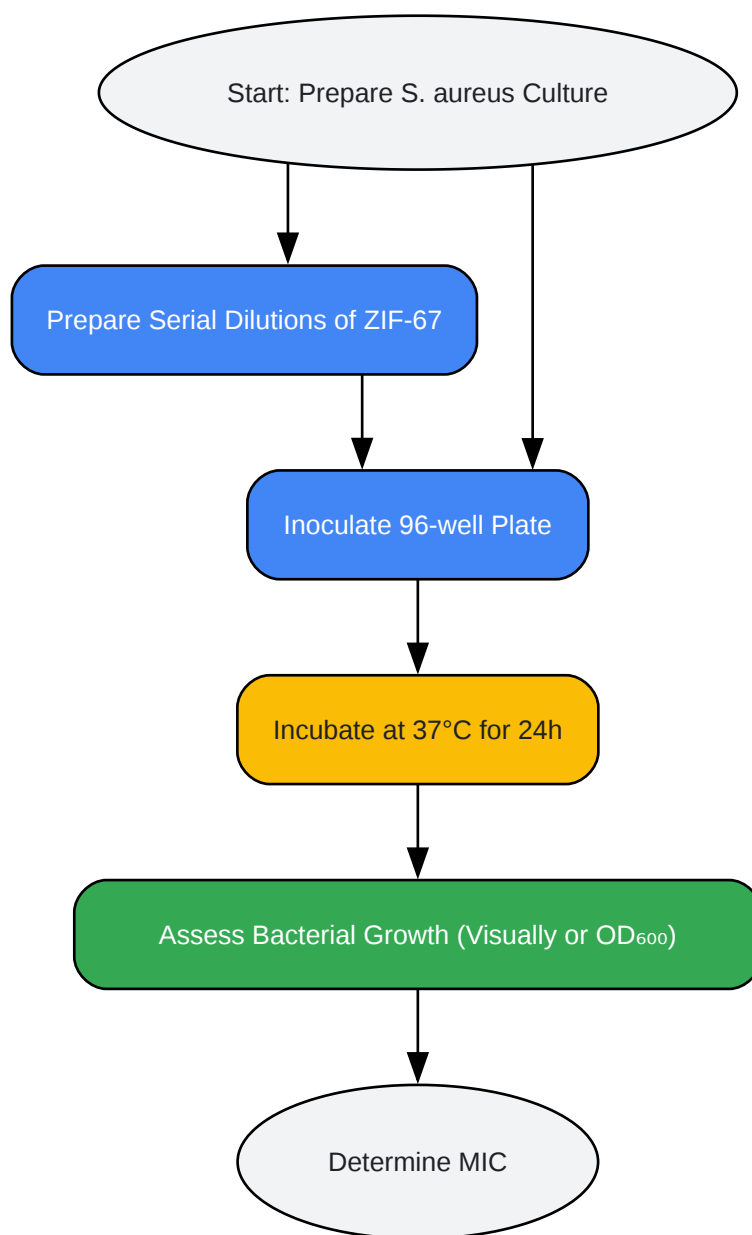 Start: Prepare S. aureus Culture
Prepare Serial Dilutions of ZIF-67
Inoculate 96-well Plate
Incubate at 37°C for 24h
Assess Bacterial Growth (Visually or OD₆₀₀)
Determine MIC